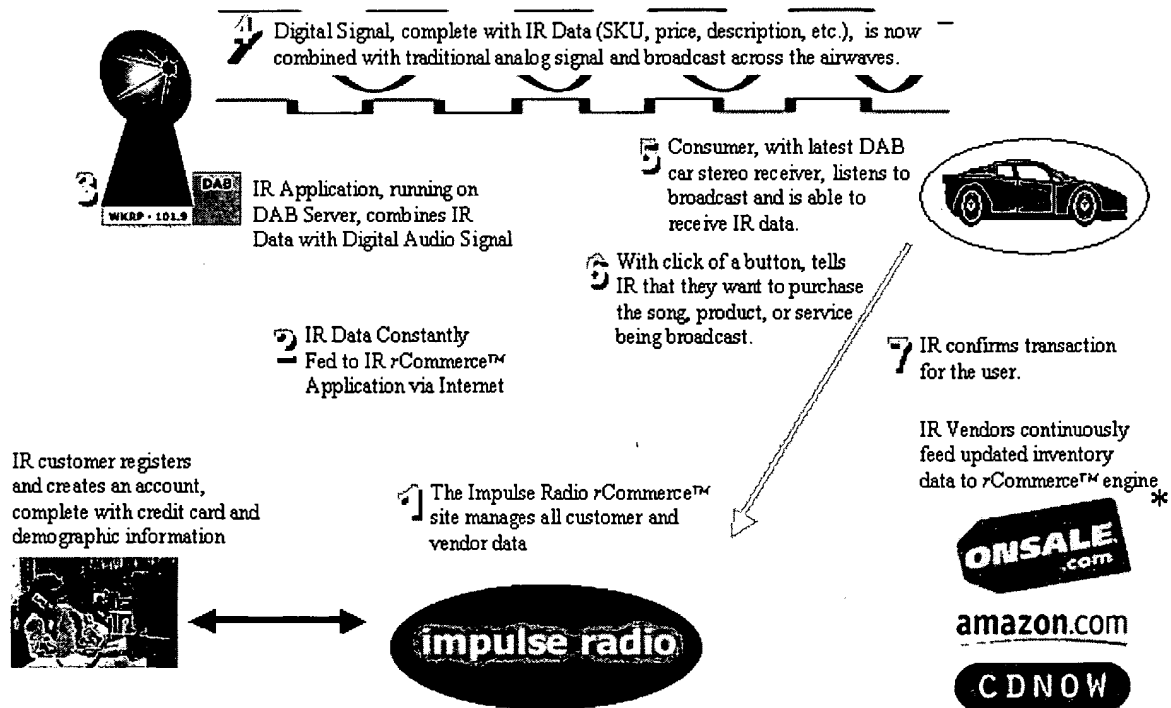 4 Digital Signal, complete with IR Data (SKU, price, description, etc.), is now
combined with traditional analog signal and broadcast across the airwaves.
3
DAB
WKRP • 101.9
IR Application, running on
DAB Server, combines IR
Data with Digital Audio Signal
5 Consumer, with latest DAB
car stereo receiver, listens to
broadcast and is able to
receive IR data.
6 With click of a button, tells
IR that they want to purchase
the song, product, or service
being broadcast.
2 IR Data Constantly
Fed to IR rCommerce™
Application via Internet
7 IR confirms transaction
for the user.
IR Vendors continuously
feed updated inventory
data to rCommerce™ engine
*
IR customer registers
and creates an account,
complete with credit card and
demographic information
1 The Impulse Radio rCommerce™
site manages all customer and
vendor data
impulse radio
ONSALE
.com
amazon.com
CDNOW